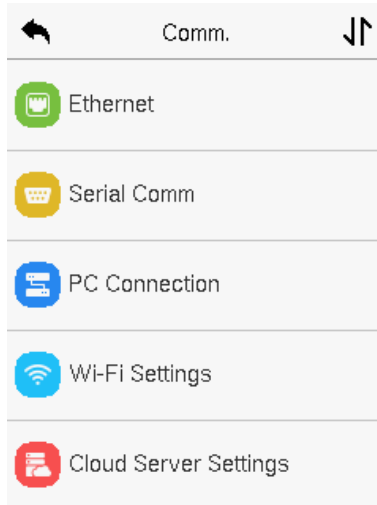 Comm.
Ethernet
Serial Comm
PC Connection
Wi-Fi Settings
Cloud Server Settings